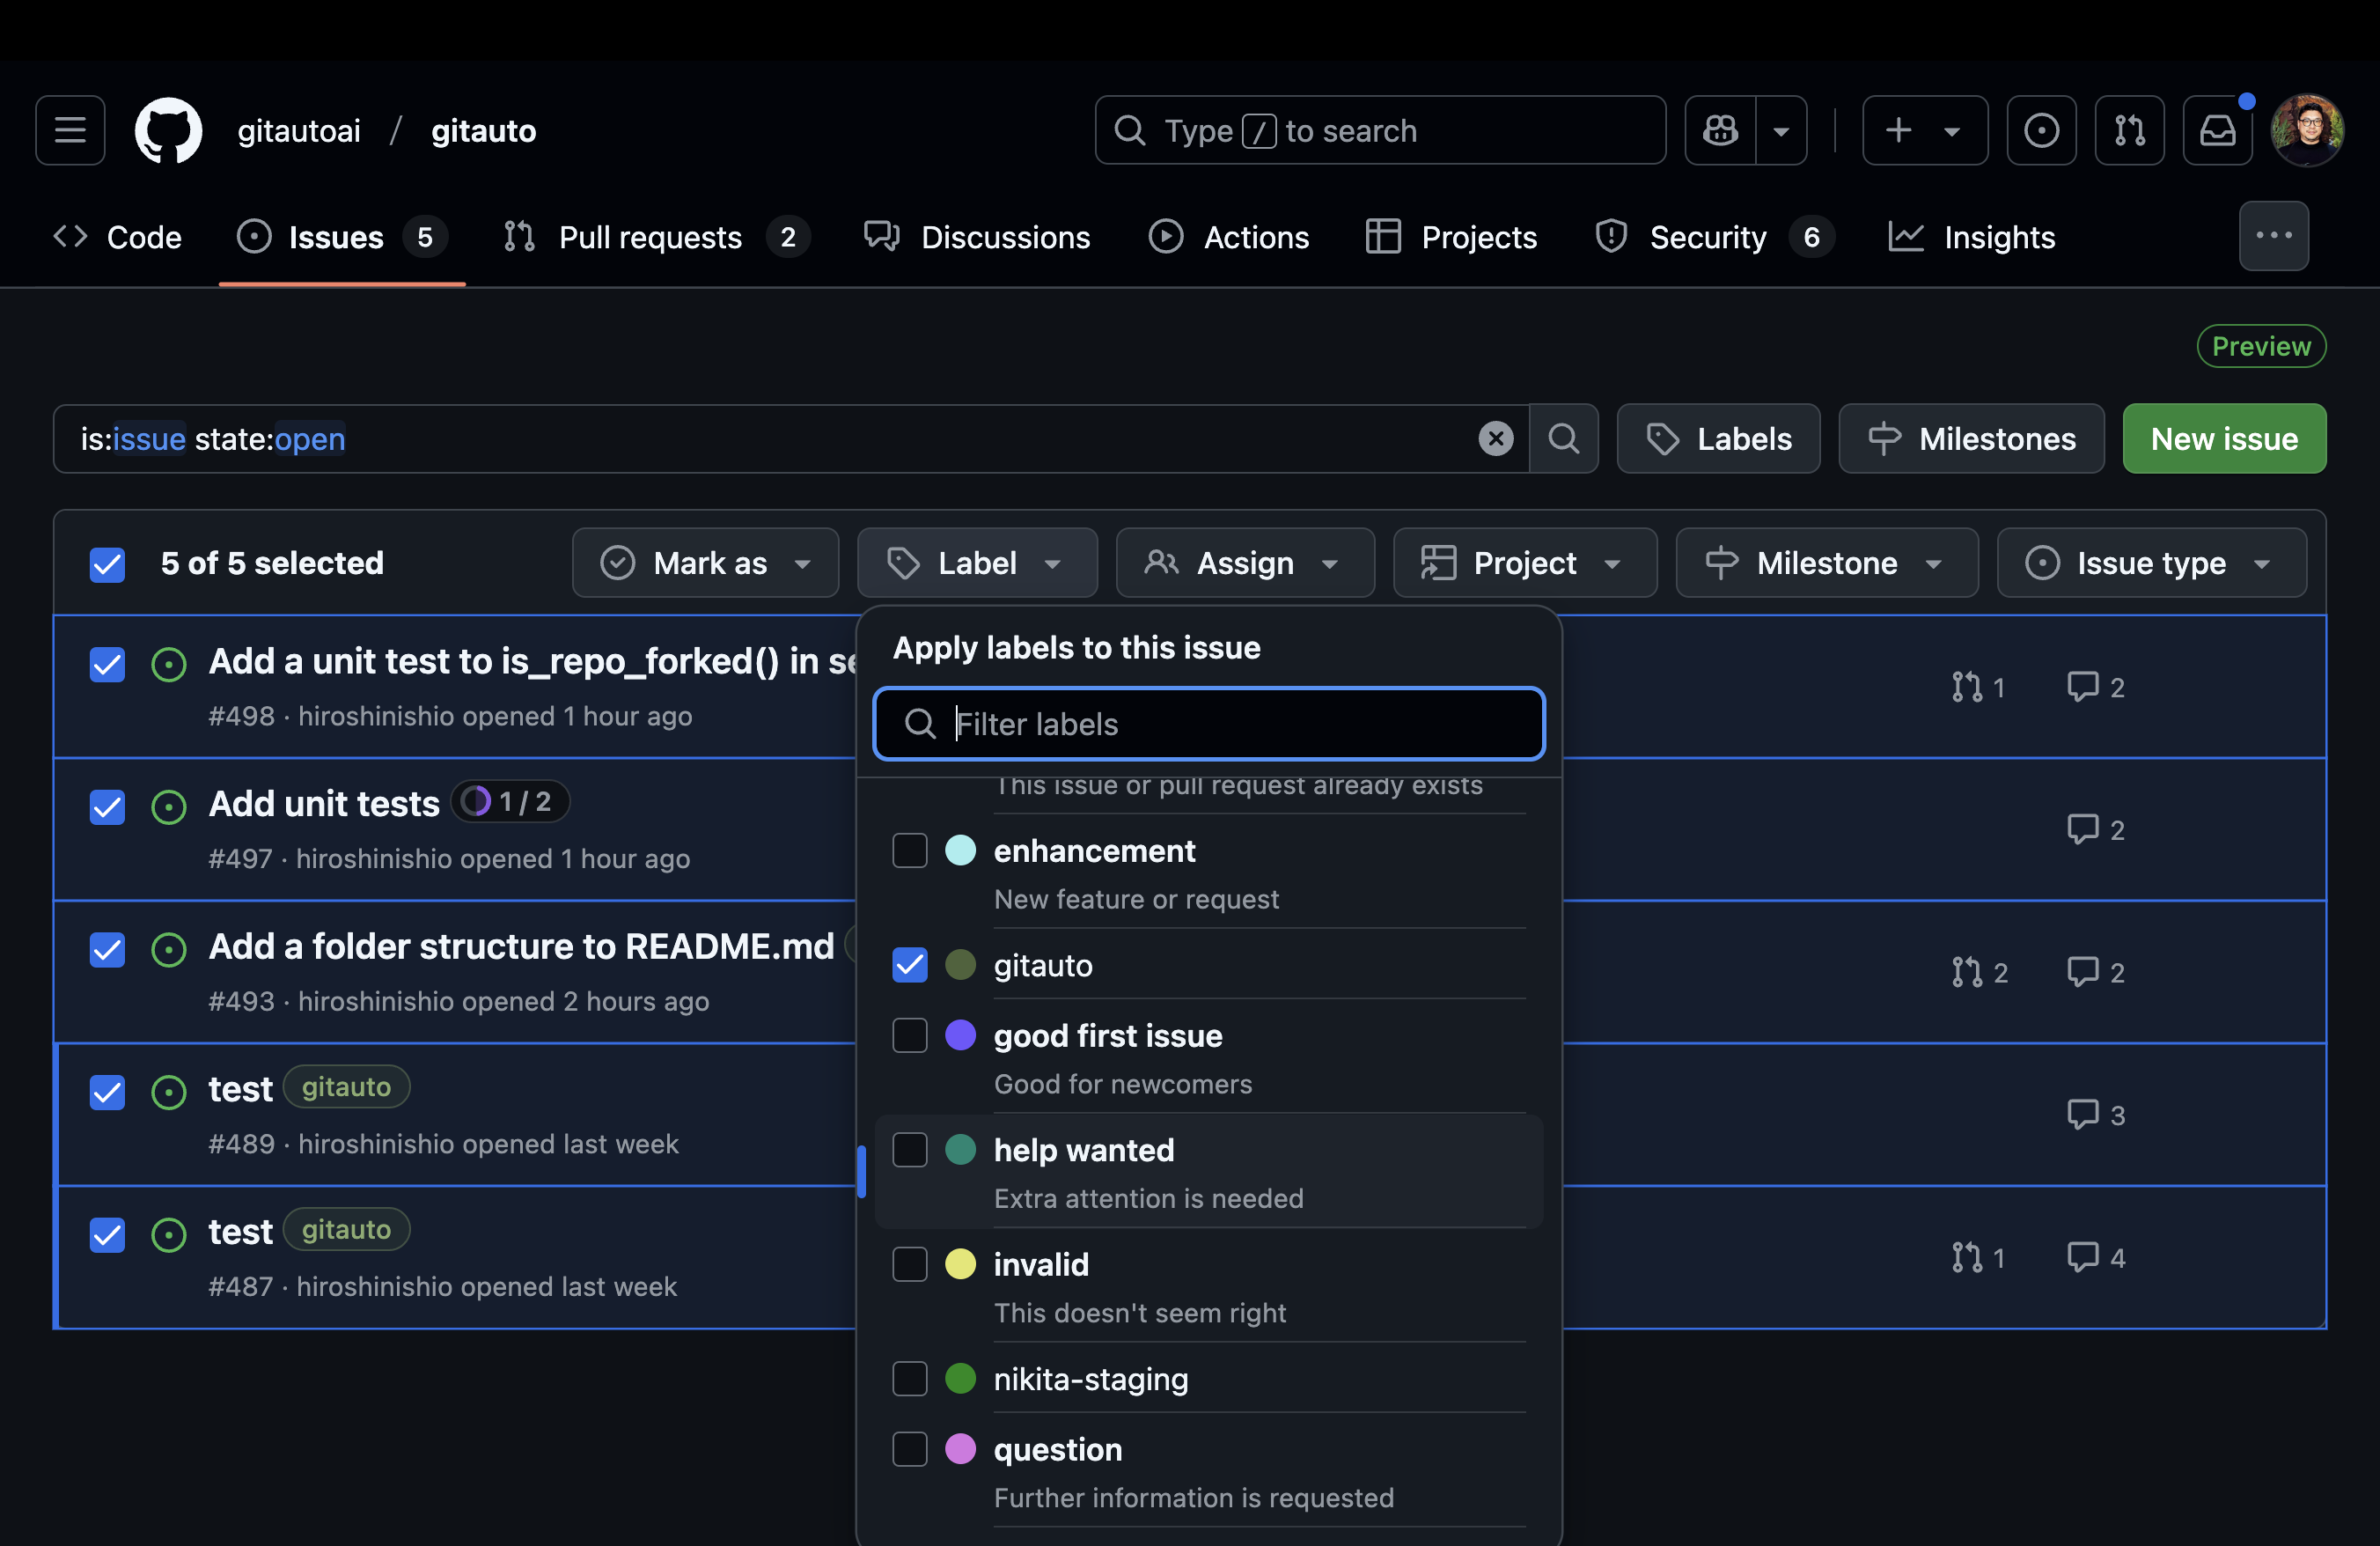 gitautoai / gitauto
Type / to search
Code
Issues 5
Pull requests 2
Discussions
Actions
Projects
Security 6
Insights
Preview
is:issue state:open
Labels
Milestones
New issue
5 of 5 selected
Mark as
Label
Assign
Project
Milestone
Issue type
Add a unit test to is_repo_forked() in se
#498 · hiroshinishio opened 1 hour ago
1
2
Add unit tests 1 / 2
#497 · hiroshinishio opened 1 hour ago
2
Add a folder structure to README.md
#493 · hiroshinishio opened 2 hours ago
2
2
test gitauto
#489 · hiroshinishio opened last week
3
test gitauto
#487 · hiroshinishio opened last week
1
4
Apply labels to this issue
Filter labels
This issue or pull request already exists
enhancement
New feature or request
gitauto
good first issue
Good for newcomers
help wanted
Extra attention is needed
invalid
This doesn't seem right
nikita-staging
question
Further information is requested